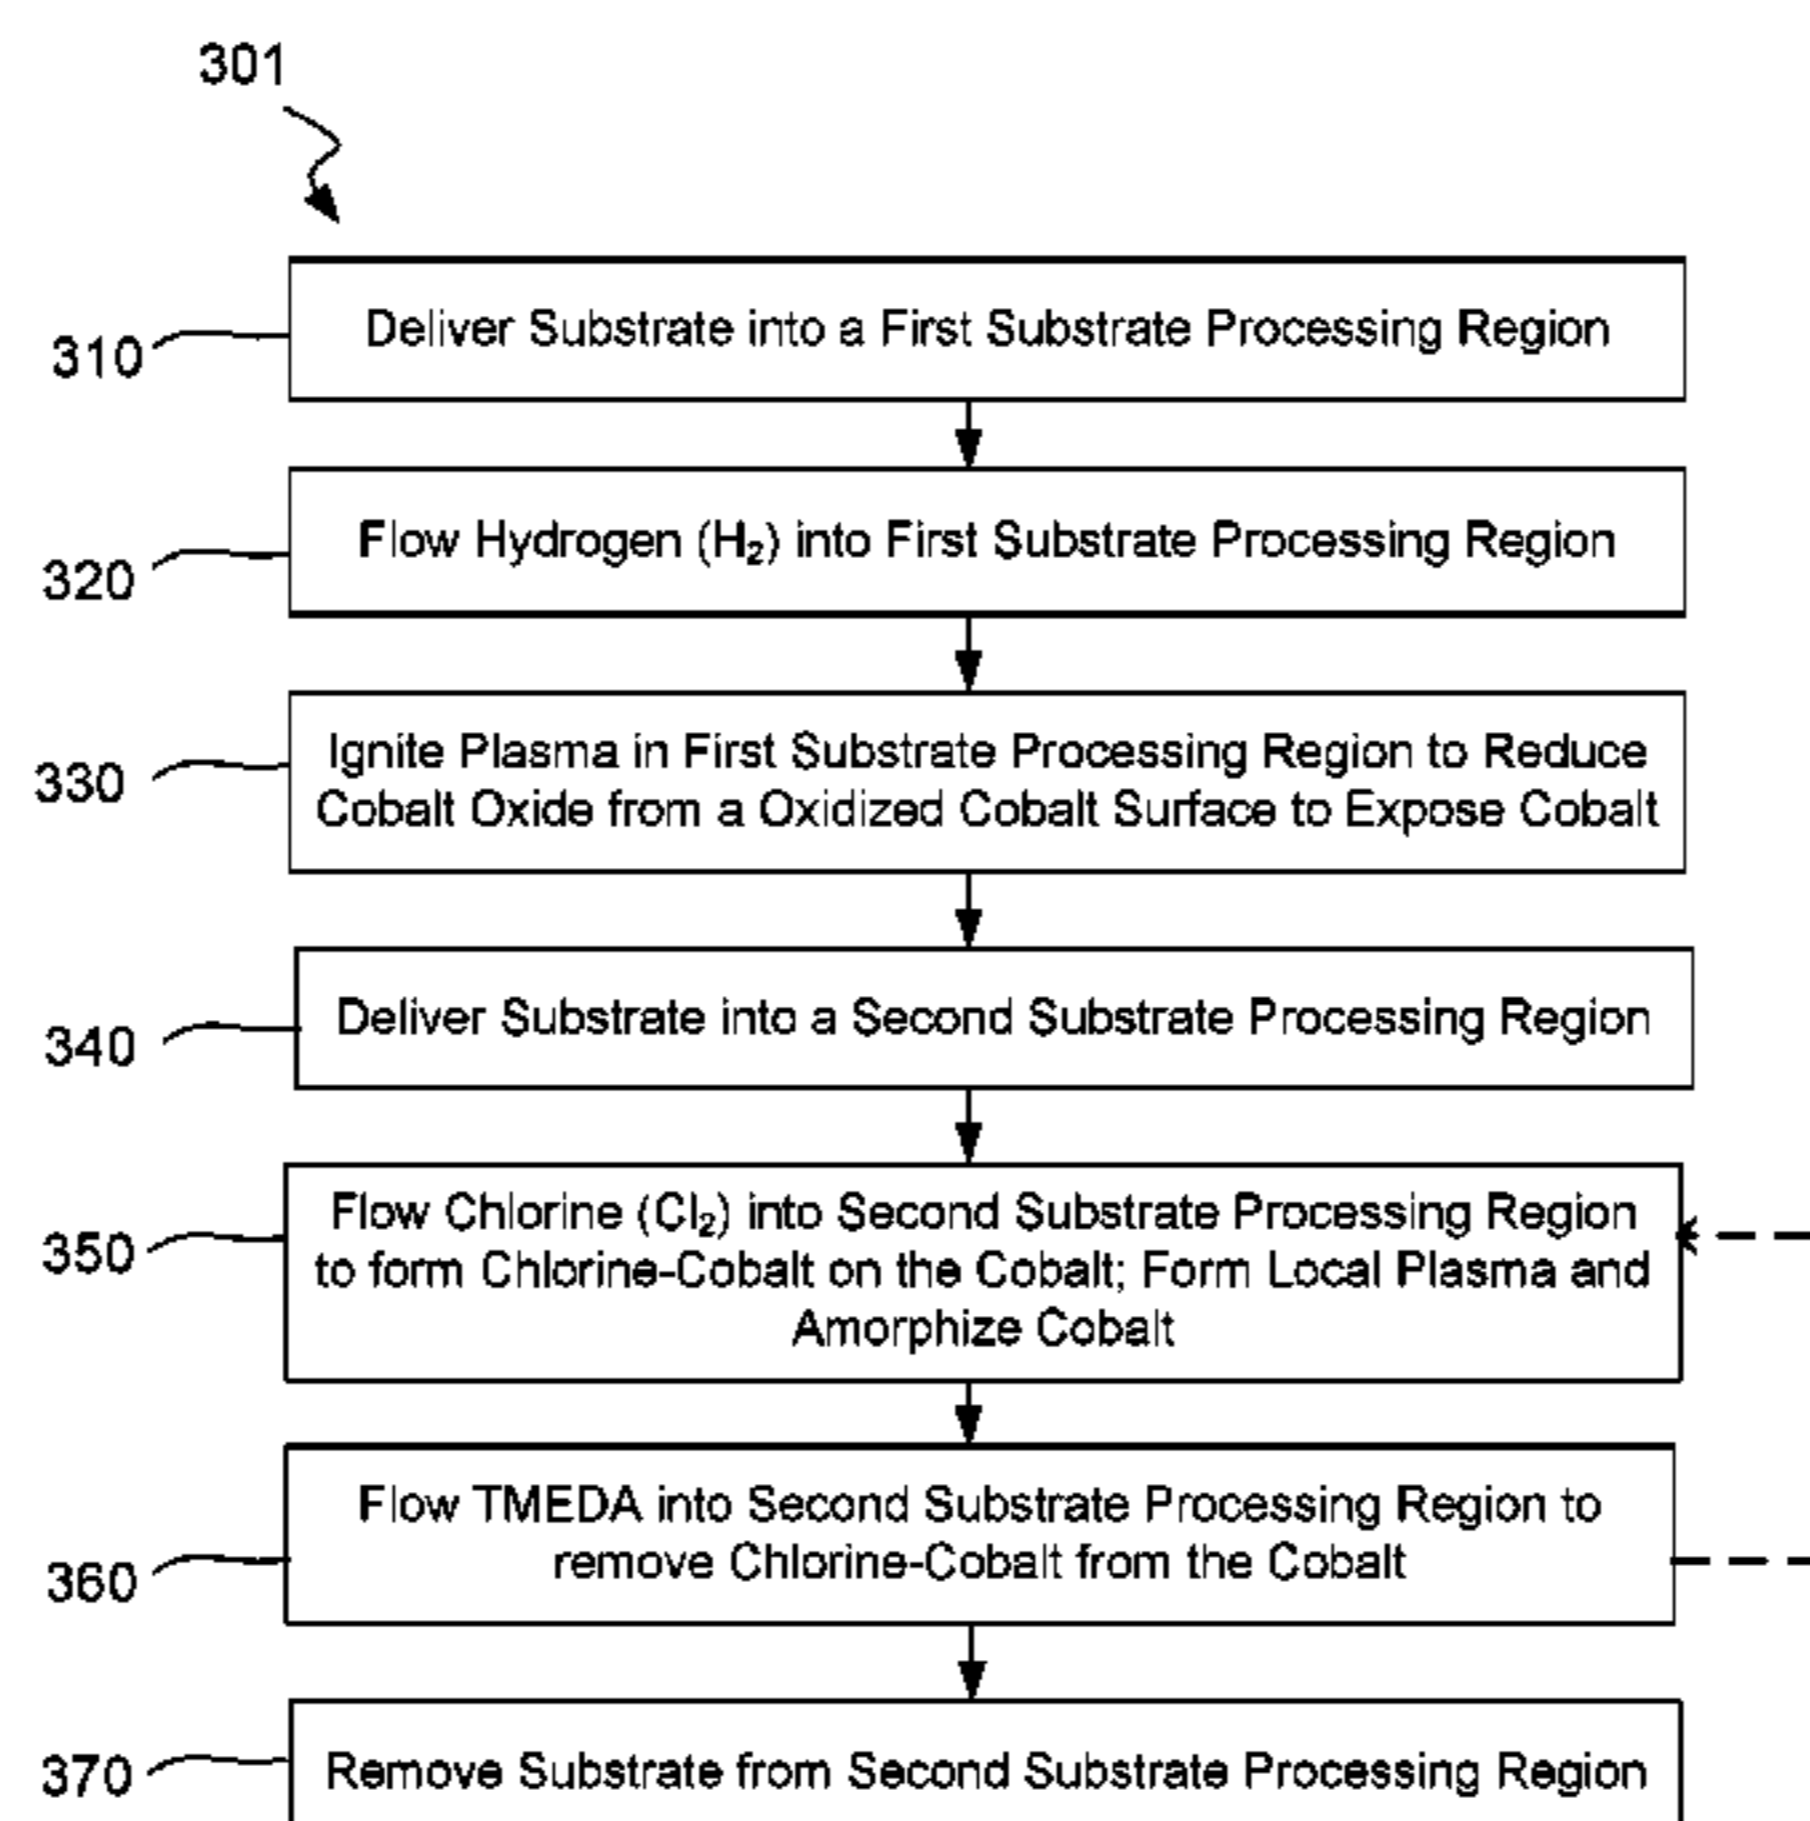 301
310
Deliver Substrate into a First Substrate Processing Region
320
Flow Hydrogen (H₂) into First Substrate Processing Region
330
Ignite Plasma in First Substrate Processing Region to Reduce
Cobalt Oxide from a Oxidized Cobalt Surface to Expose Cobalt
340
Deliver Substrate into a Second Substrate Processing Region
350
Flow Chlorine (Cl₂) into Second Substrate Processing Region
to form Chlorine-Cobalt on the Cobalt; Form Local Plasma and
Amorphize Cobalt
360
Flow TMEDA into Second Substrate Processing Region to
remove Chlorine-Cobalt from the Cobalt
370
Remove Substrate from Second Substrate Processing Region